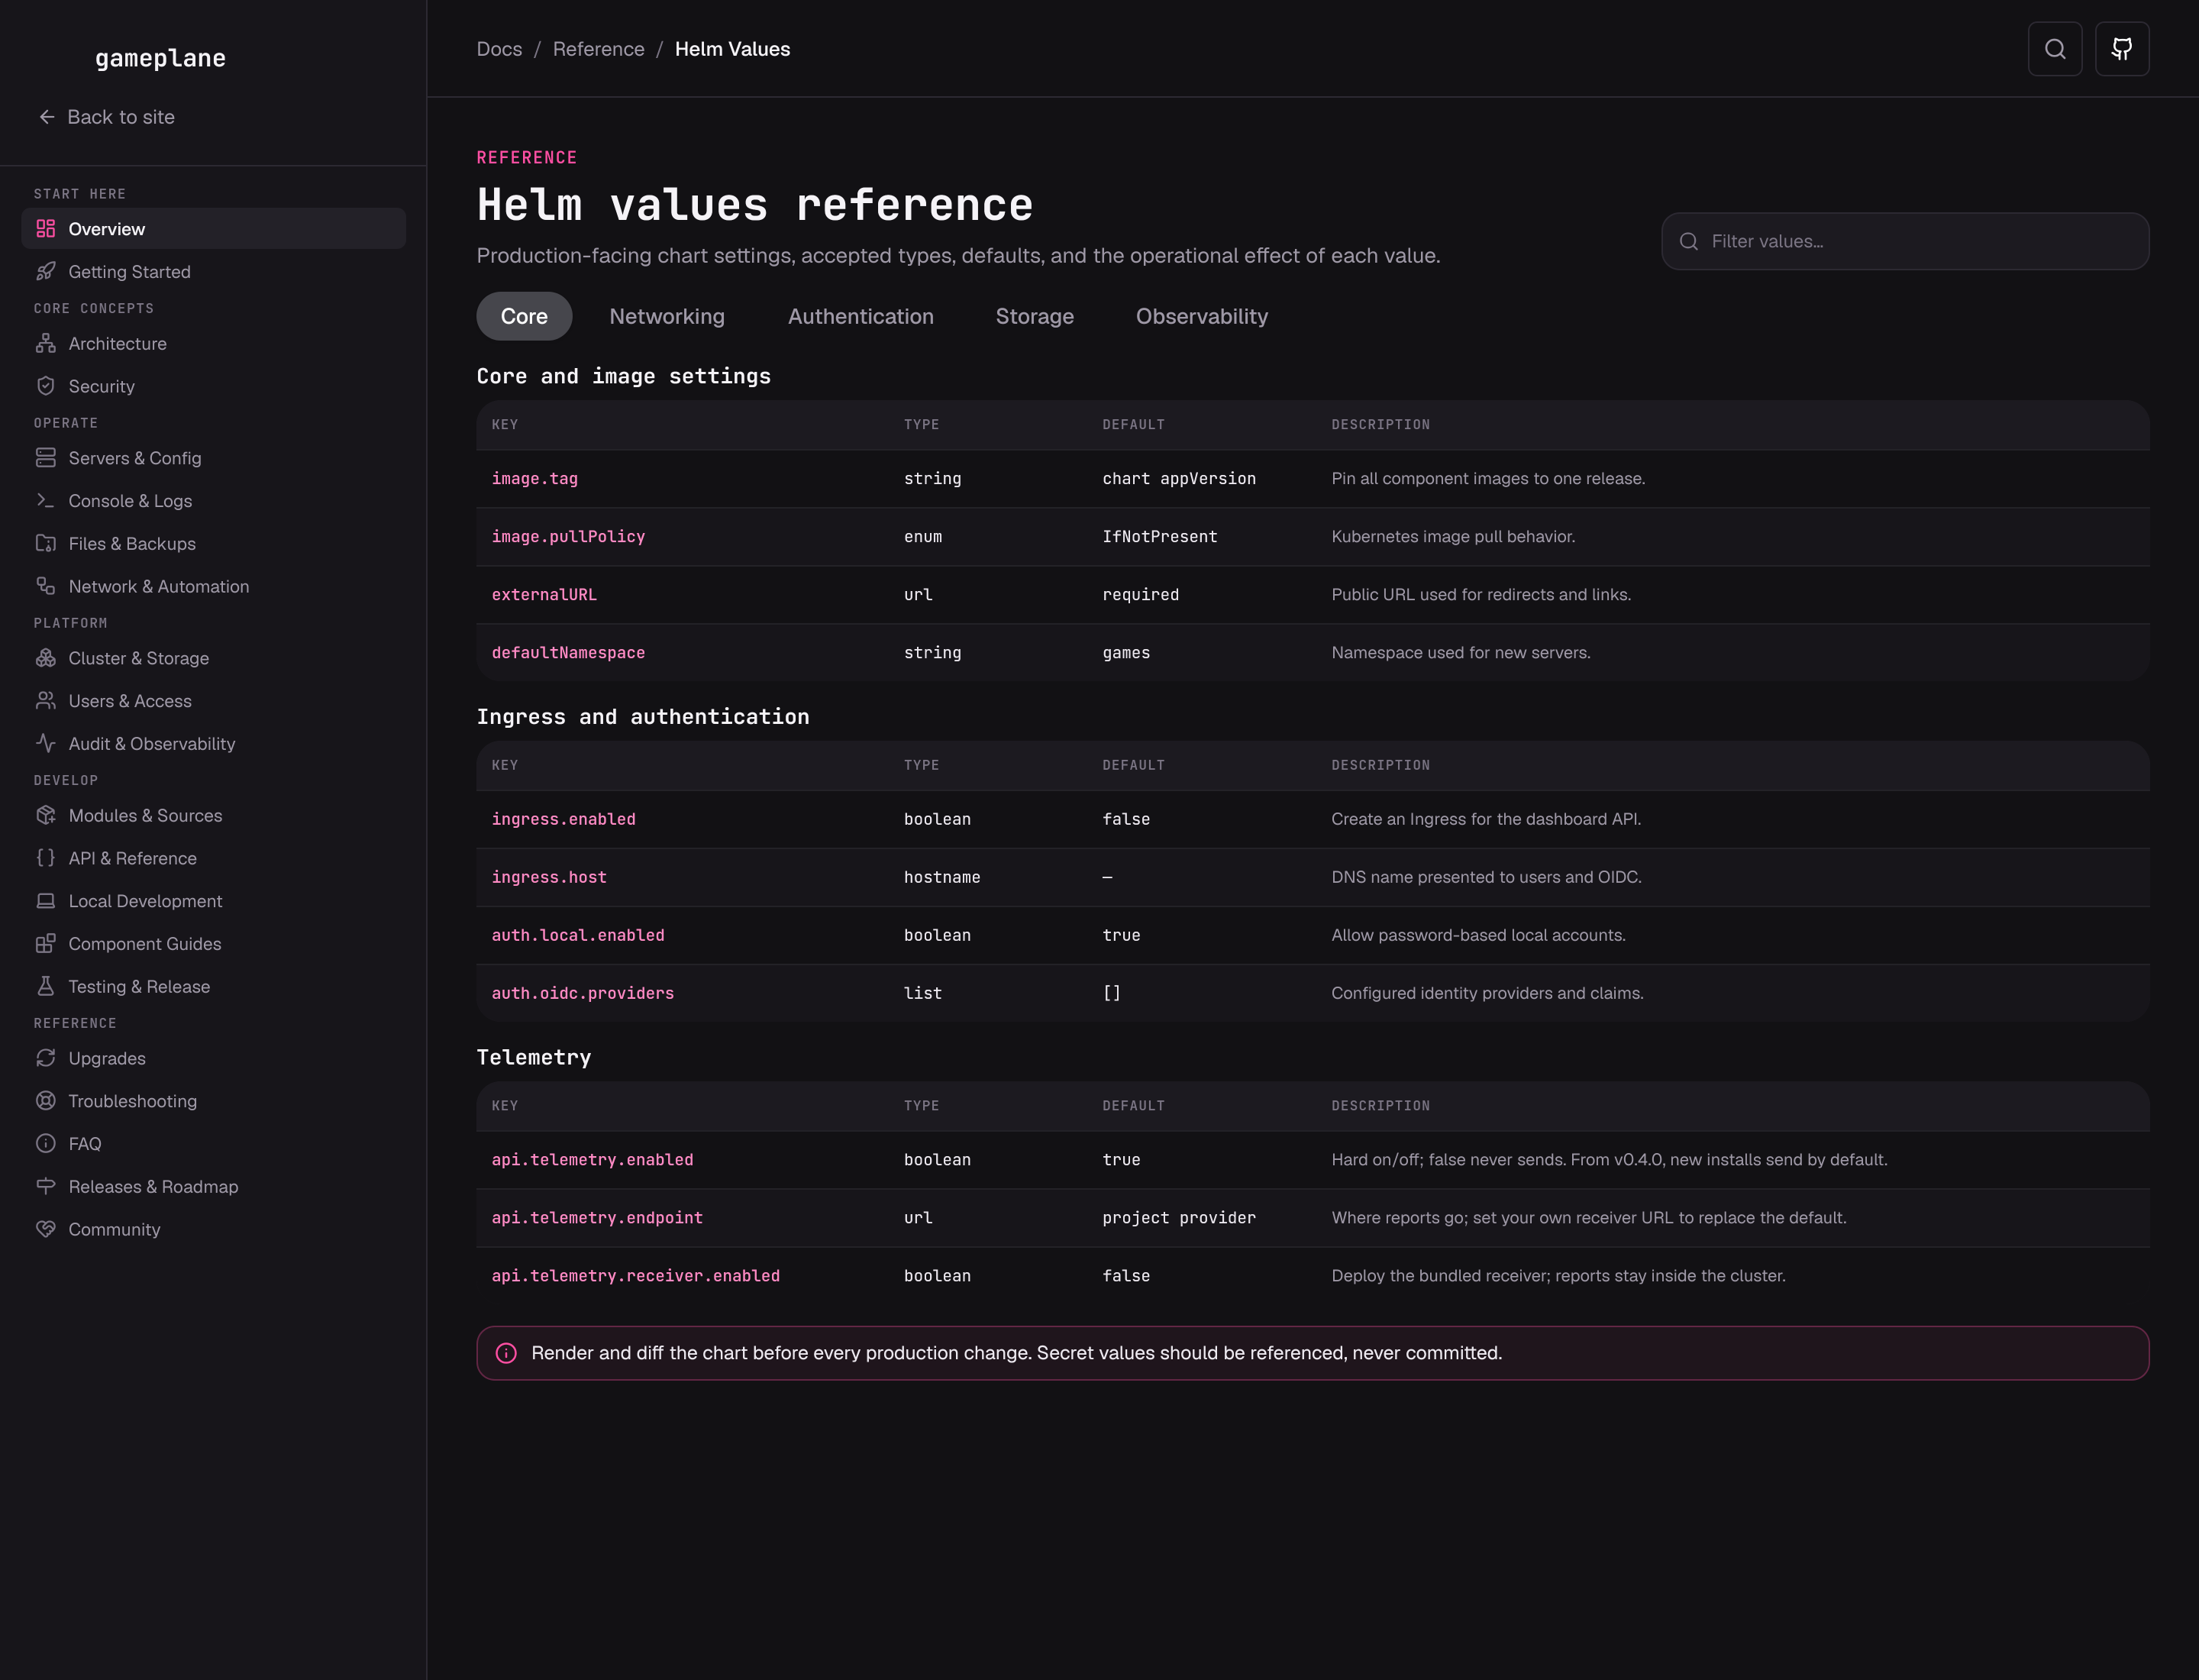 gameplane
Back to site
START HERE
Overview
Getting Started
CORE CONCEPTS
Architecture
Security
OPERATE
Servers & Config
Console & Logs
Files & Backups
Network & Automation
PLATFORM
Cluster & Storage
Users & Access
Audit & Observability
DEVELOP
Modules & Sources
API & Reference
Local Development
Component Guides
Testing & Release
REFERENCE
Upgrades
Troubleshooting
FAQ
Releases & Roadmap
Community
Docs / Reference / Helm Values
REFERENCE
Helm values reference
Production-facing chart settings, accepted types, defaults, and the operational effect of each value.
Filter values...
Core Networking Authentication Storage Observability
Core and image settings
KEY TYPE DEFAULT DESCRIPTION
image.tag string chart appVersion Pin all component images to one release.
image.pullPolicy enum IfNotPresent Kubernetes image pull behavior.
externalURL url required Public URL used for redirects and links.
defaultNamespace string games Namespace used for new servers.
Ingress and authentication
KEY TYPE DEFAULT DESCRIPTION
ingress.enabled boolean false Create an Ingress for the dashboard API.
ingress.host hostname — DNS name presented to users and OIDC.
auth.local.enabled boolean true Allow password-based local accounts.
auth.oidc.providers list [] Configured identity providers and claims.
Telemetry
KEY TYPE DEFAULT DESCRIPTION
api.telemetry.enabled boolean true Hard on/off; false never sends. From v0.4.0, new installs send by default.
api.telemetry.endpoint url project provider Where reports go; set your own receiver URL to replace the default.
api.telemetry.receiver.enabled boolean false Deploy the bundled receiver; reports stay inside the cluster.
Render and diff the chart before every production change. Secret values should be referenced, never committed.